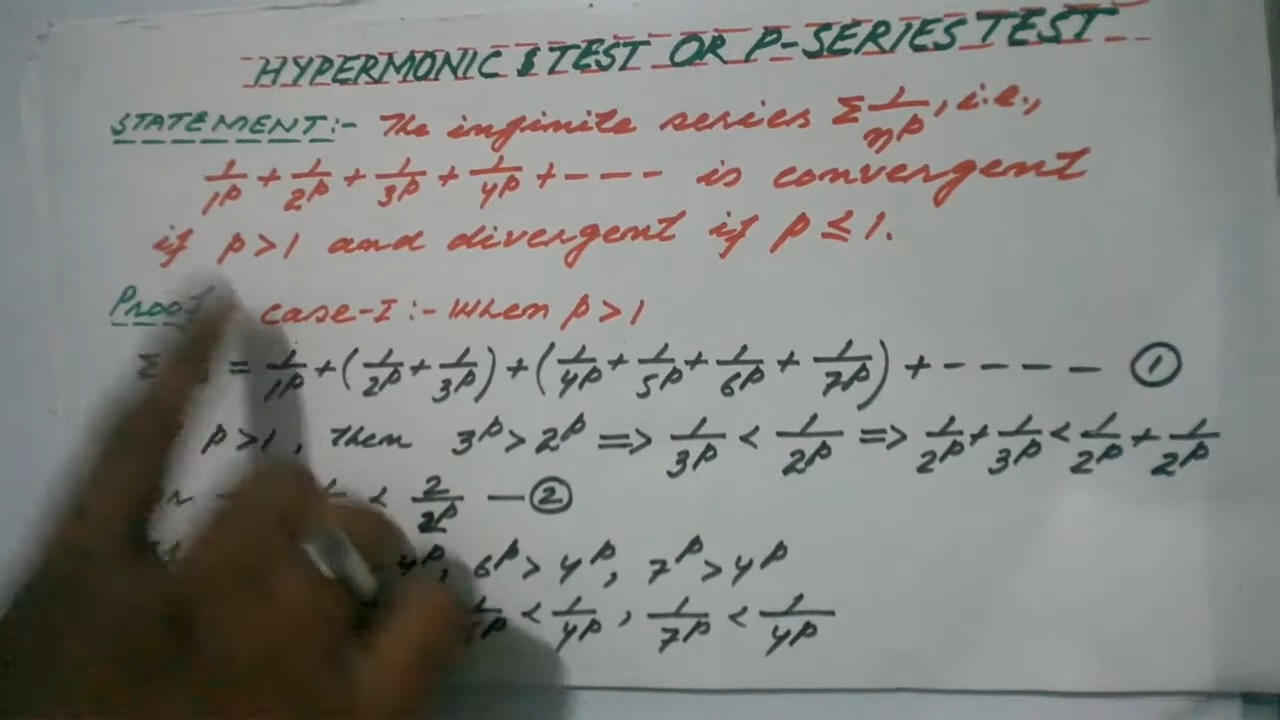 HYPERMONIC & TEST OR P-SERIES TEST
STATEMENT:- The infinite series Σ 1/n^p, i.e.,
1/1^p + 1/2^p + 1/3^p + 1/4^p + --- is convergent
if p > 1 and divergent if p ≤ 1.
Proof case-I :- When p > 1
= 1/1^p + (1/2^p + 1/3^p) + (1/4^p + 1/5^p + 1/6^p + 1/7^p) + ---- ①
p > 1, then 3^p > 2^p => 1/3^p < 1/2^p => 1/2^p + 1/3^p < 1/2^p + 1/2^p
< 2/2^p — ②
4^p, 6^p > 4^p, 7^p > 4^p
< 1/4^p, 1/7^p < 1/4^p